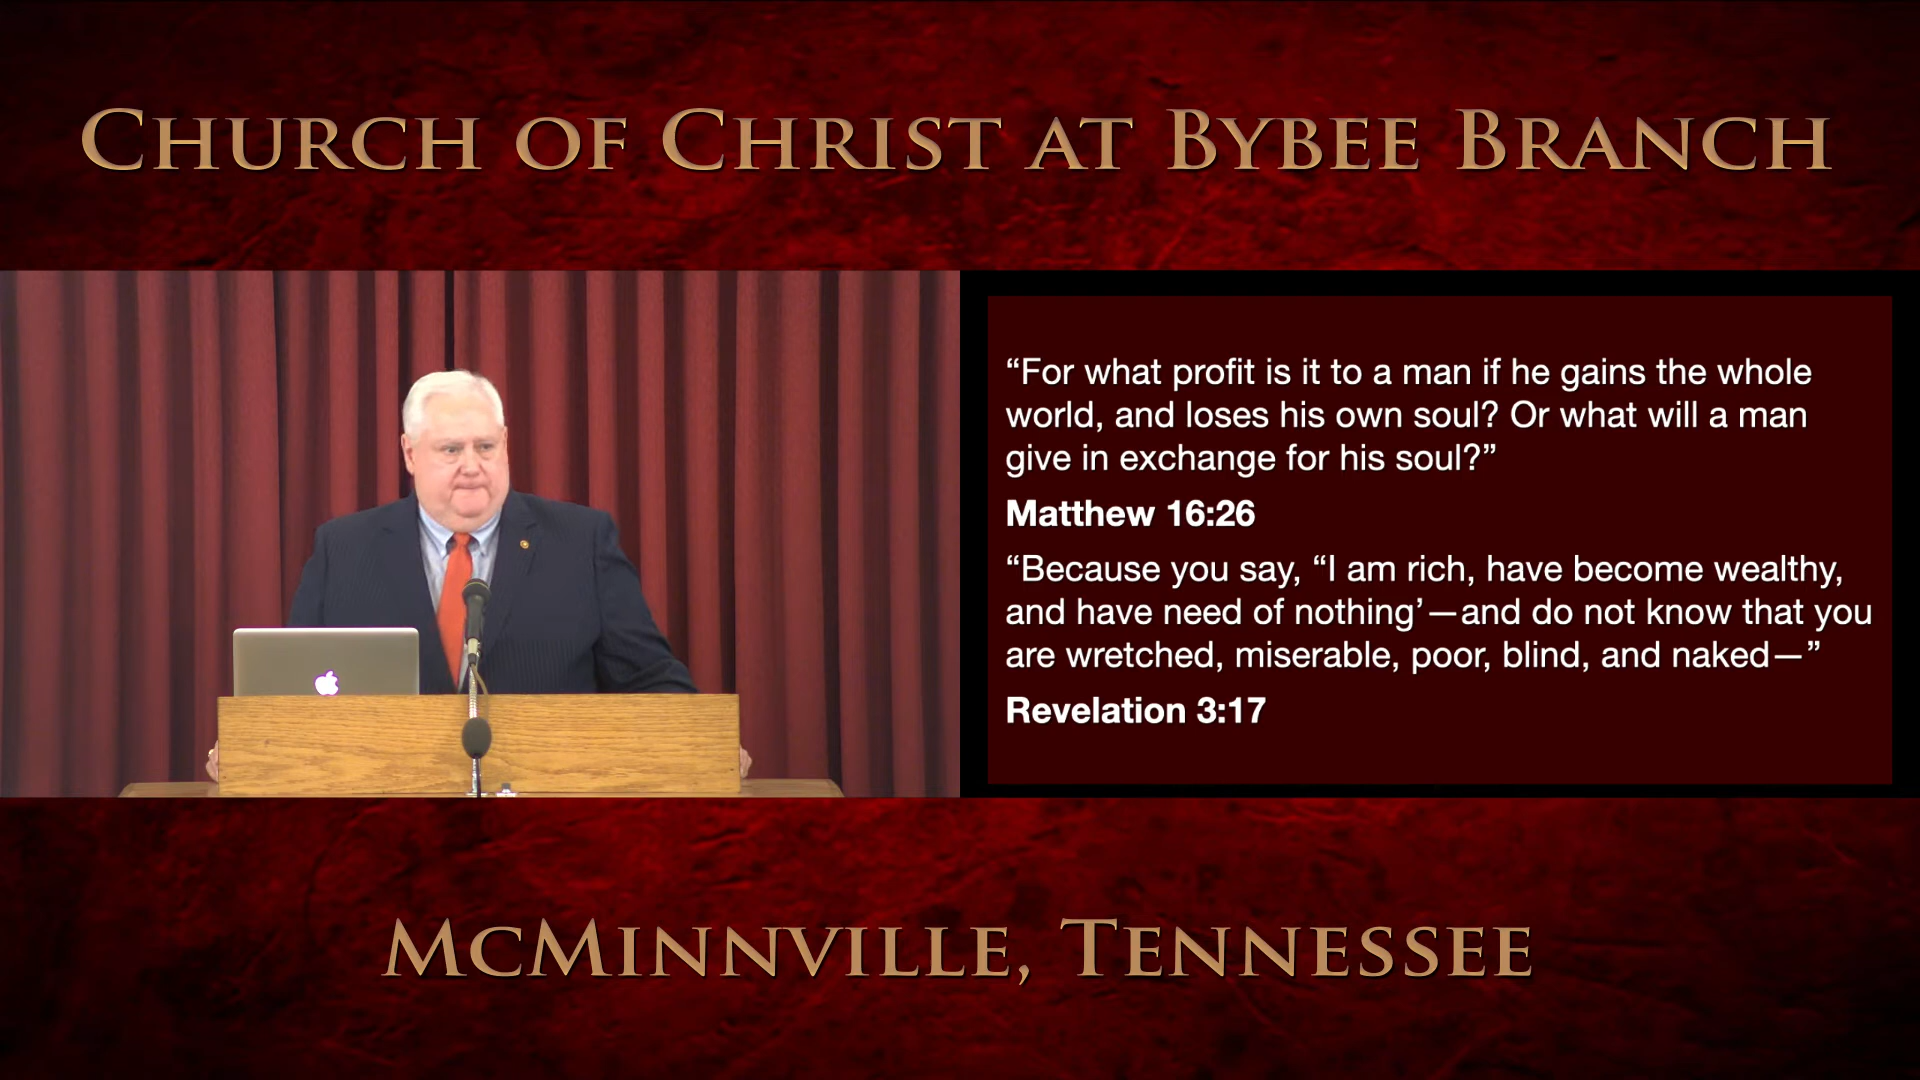 CHURCH OF CHRIST AT BYBEE BRANCH
“For what profit is it to a man if he gains the whole
world, and loses his own soul? Or what will a man
give in exchange for his soul?”
Matthew 16:26
“Because you say, “I am rich, have become wealthy,
and have need of nothing’—and do not know that you
are wretched, miserable, poor, blind, and naked—”
Revelation 3:17
MCMINNVILLE, TENNESSEE